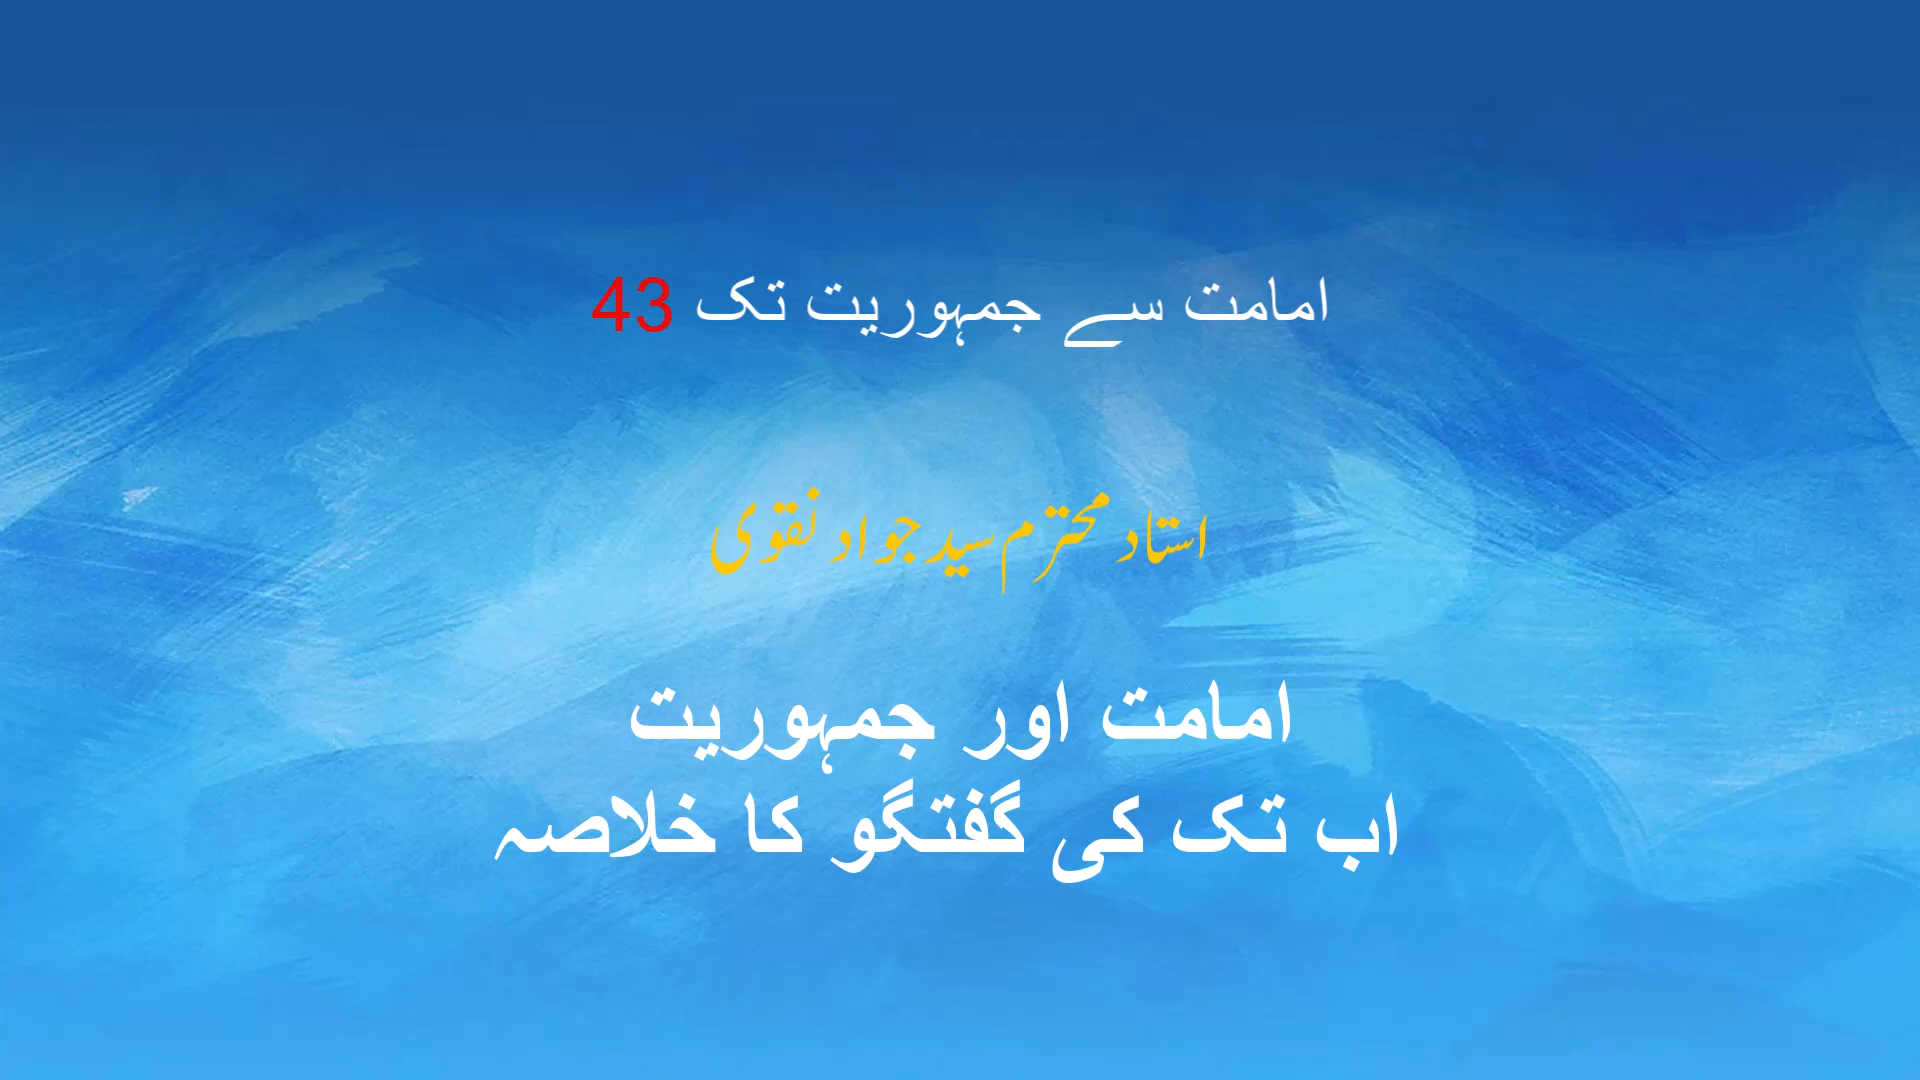 امامت سے جمہوریت تک 43
استاد محترم سید جواد نقوی
امامت اور جمہوریت
اب تک کی گفتگو کا خلاصہ